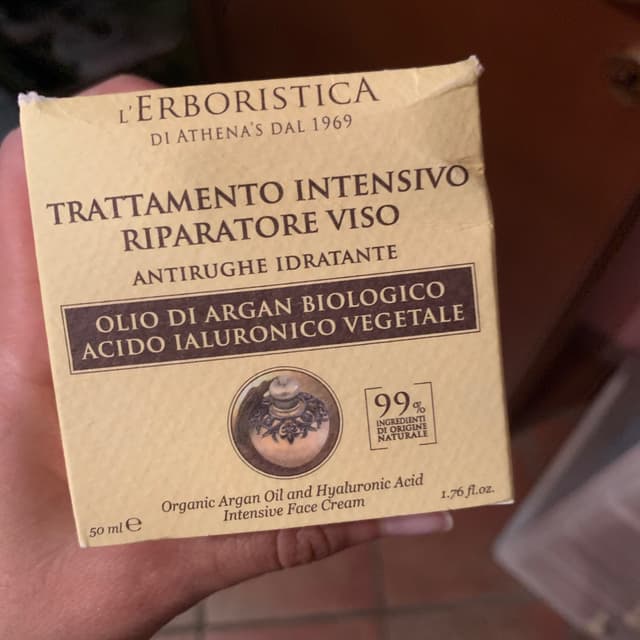 L'ERBORISTICA
DI ATHENA'S DAL 1969
TRATTAMENTO INTENSIVO
RIPARATORE VISO
ANTIRUGHE IDRATANTE
OLIO DI ARGAN BIOLOGICO
ACIDO IALURONICO VEGETALE
99%
INGREDIENTI
DI ORIGINE
NATURALE
Organic Argan Oil and Hyaluronic Acid
Intensive Face Cream
50 ml e
1.76 fl.oz.